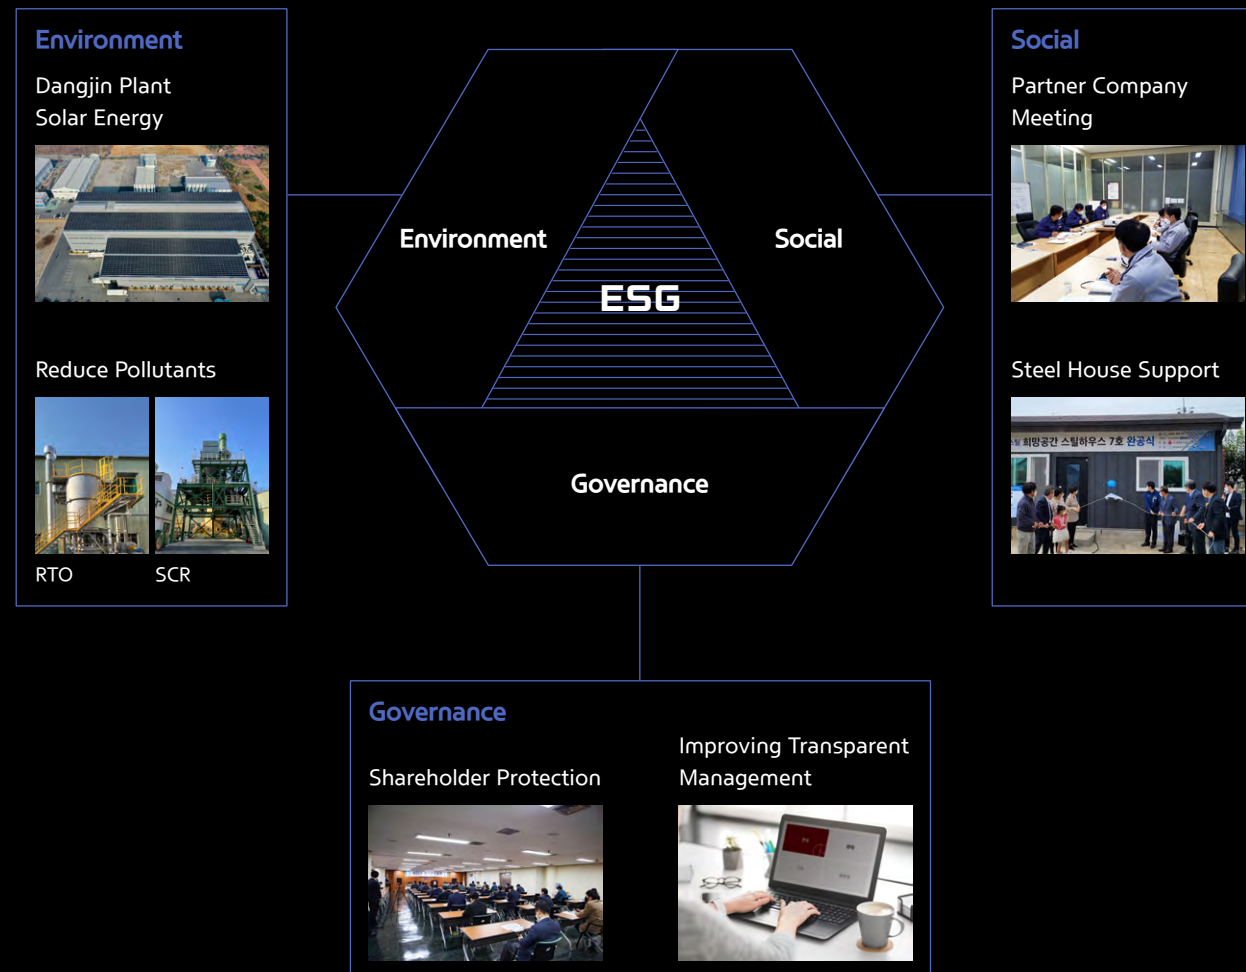 Environment
Dangjin Plant
Solar Energy
Reduce Pollutants
RTO
SCR
Environment
Social
ESG
Governance
Social
Partner Company
Meeting
Steel House Support
희망공간 스틸하우스 7호 완공식
Governance
Shareholder Protection
Improving Transparent
Management